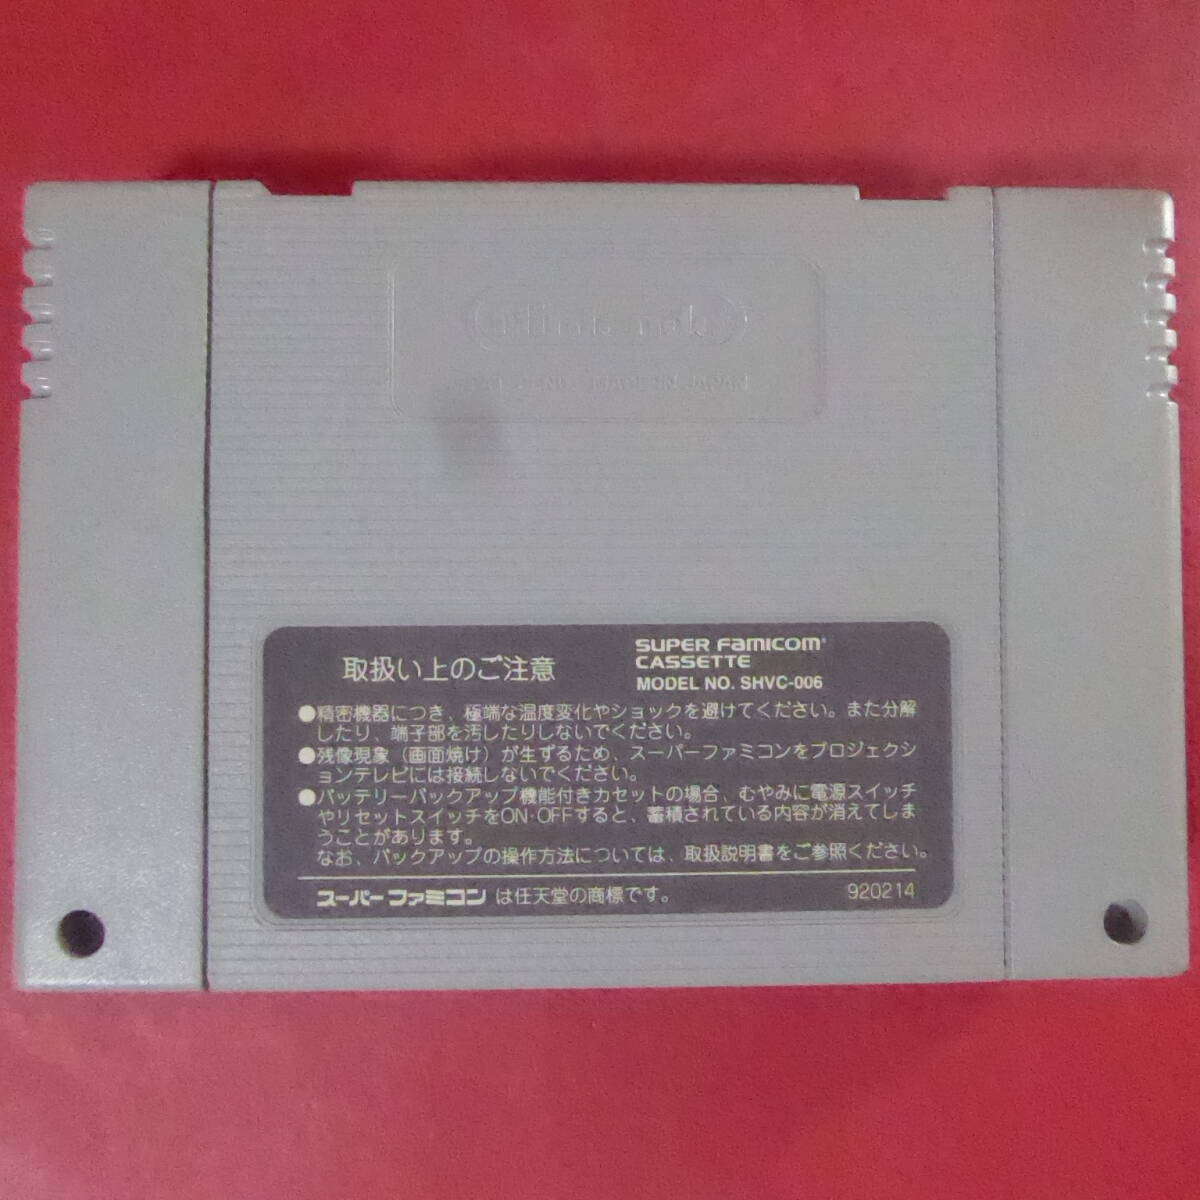 Nintendo
PAT. PEND. MADE IN JAPAN
取扱い上のご注意
SUPER FAMICOM
CASSETTE
MODEL NO. SHVC-006
●精密機器につき、極端な温度変化やショックを避けてください。また分解
したり、端子部を汚したりしないでください。
●残像現象（画面焼け）が生ずるため、スーパーファミコンをプロジェクシ
ョンテレビには接続しないでください。
●バッテリーバックアップ機能付きカセットの場合、むやみに電源スイッチ
やリセットスイッチをON・OFFすると、蓄積されている内容が消えてしま
うことがあります。
なお、バックアップの操作方法については、取扱説明書をご参照ください。
スーパーファミコンは任天堂の商標です。
920214